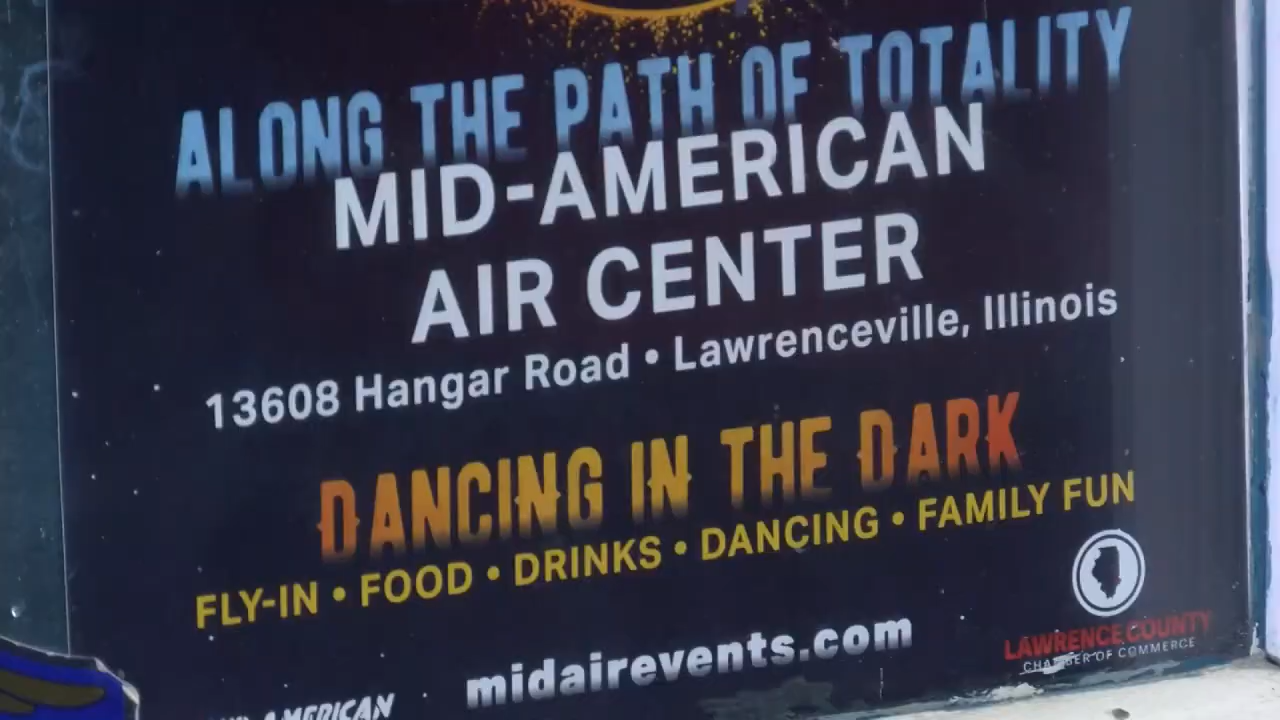 ALONG THE PATH OF TOTALITY
MID-AMERICAN
AIR CENTER
13608 Hangar Road • Lawrenceville, Illinois
DANCING IN THE DARK
FLY-IN • FOOD • DRINKS • DANCING • FAMILY FUN
LAWRENCE COUNTY
CHAMBER OF COMMERCE
midairevents.com
AMERICAN